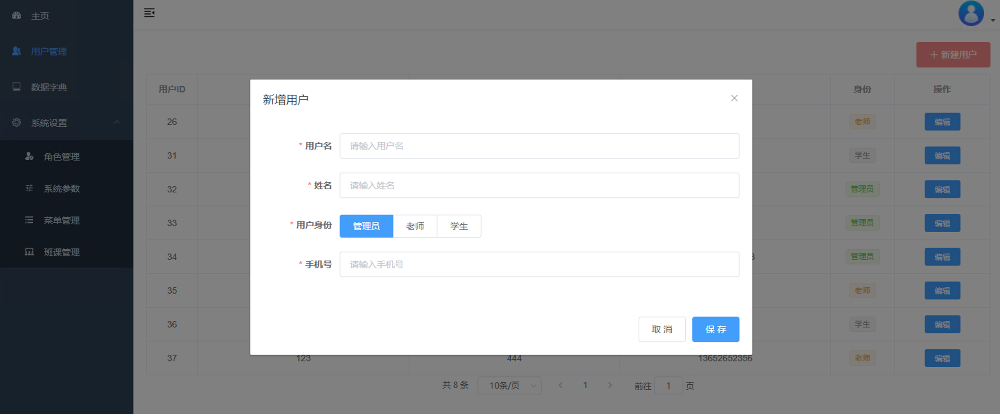 主页
用户管理
数据字典
系统设置
角色管理
系统参数
菜单管理
班课管理
新建用户
用户ID 身份 操作
26 老师 编辑
31 学生 编辑
32 管理员 编辑
33 管理员 编辑
34 3 管理员 编辑
35 老师 编辑
36 学生 编辑
37 123 444 13652652356 老师 编辑
共 8 条 10条/页 1 前往 1 页
新增用户
* 用户名 请输入用户名
* 姓名 请输入姓名
* 用户身份 管理员 老师 学生
* 手机号 请输入手机号
取 消 保 存